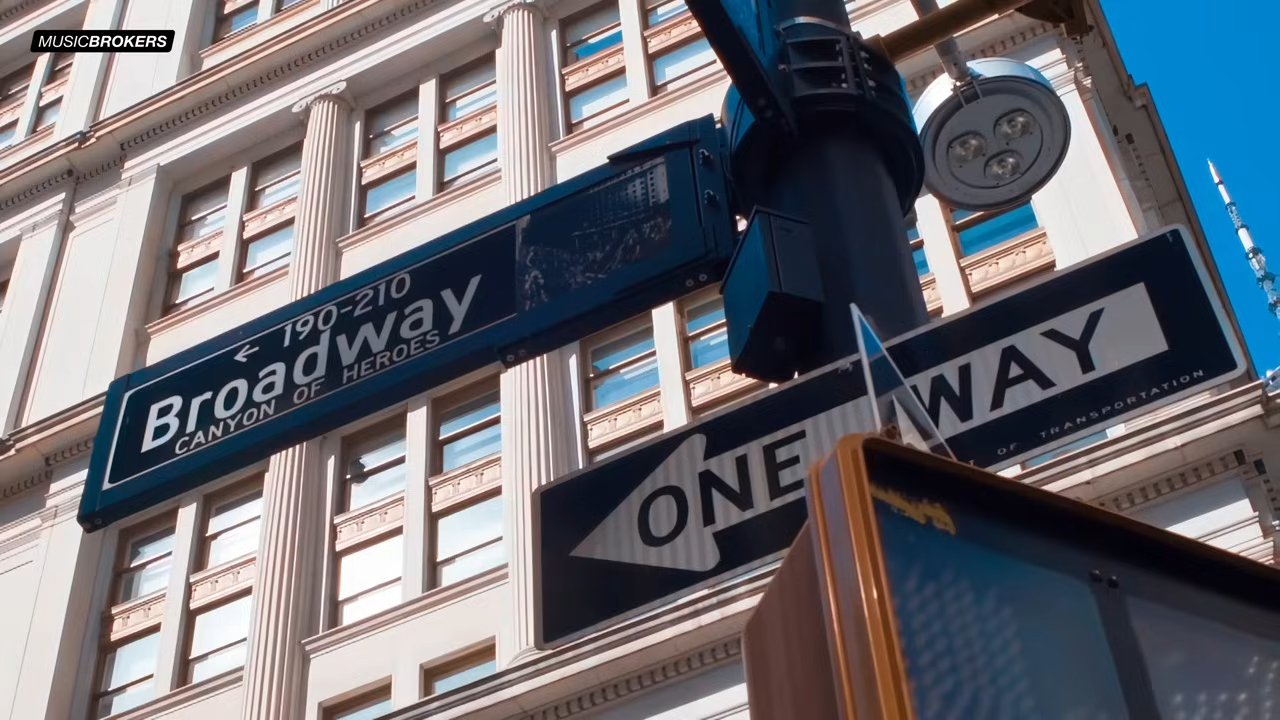 MUSICBROKERS
← 190-210
Broadway
CANYON OF HEROES
ONE WAY
OF TRANSPORTATION